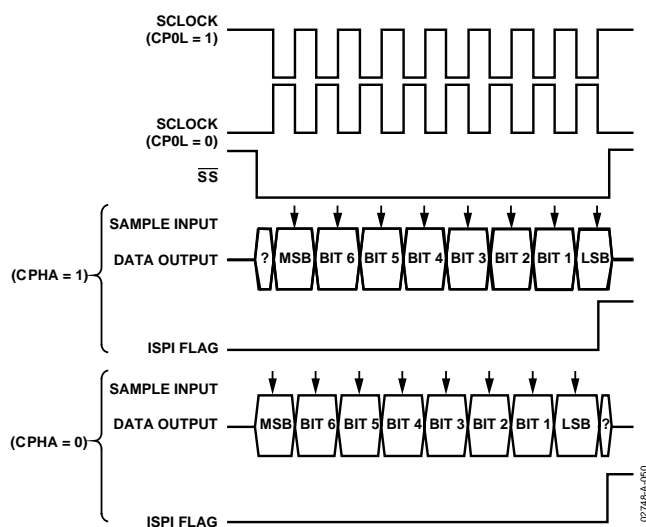 SCLOCK
(CP0L = 1)
SCLOCK
(CP0L = 0)
SS
(CPHA = 1)
SAMPLE INPUT
DATA OUTPUT
? MSB BIT 6 BIT 5 BIT 4 BIT 3 BIT 2 BIT 1 LSB
ISPI FLAG
(CPHA = 0)
SAMPLE INPUT
DATA OUTPUT
MSB BIT 6 BIT 5 BIT 4 BIT 3 BIT 2 BIT 1 LSB ?
ISPI FLAG
02748-A-050